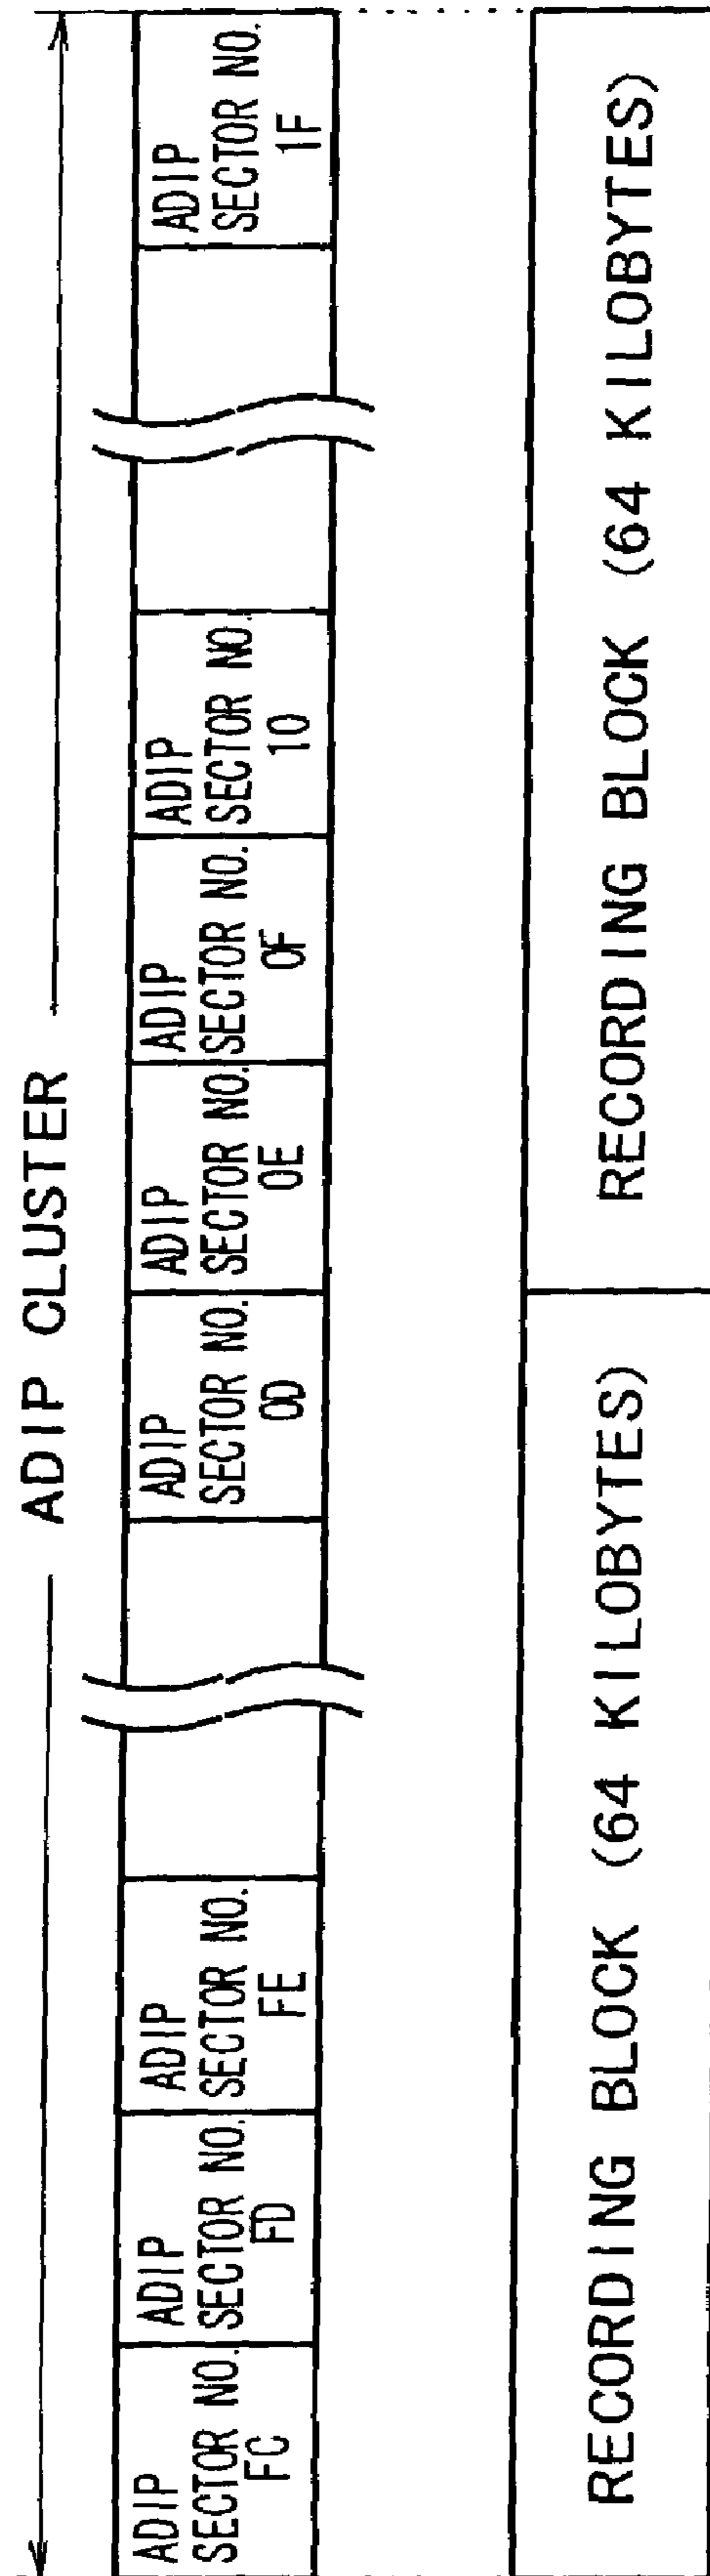 ADIP CLUSTER
ADIP
SECTOR NO.
FC
ADIP
SECTOR NO.
FD
ADIP
SECTOR NO.
FE
ADIP
SECTOR NO.
0D
ADIP
SECTOR NO.
0E
ADIP
SECTOR NO.
0F
ADIP
SECTOR NO.
10
ADIP
SECTOR NO.
1F
RECORDING BLOCK (64 KILOBYTES)
RECORDING BLOCK (64 KILOBYTES)